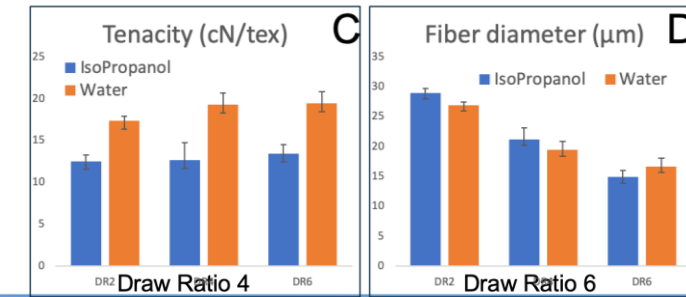 Tenacity (cN/tex)
C
25
20
15
10
5
0
IsoPropanol
Water
DR2
DR6
Draw Ratio 4
Fiber diameter (μm)
D
35
30
25
20
15
10
5
0
IsoPropanol
Water
DR2
DR6
Draw Ratio 6